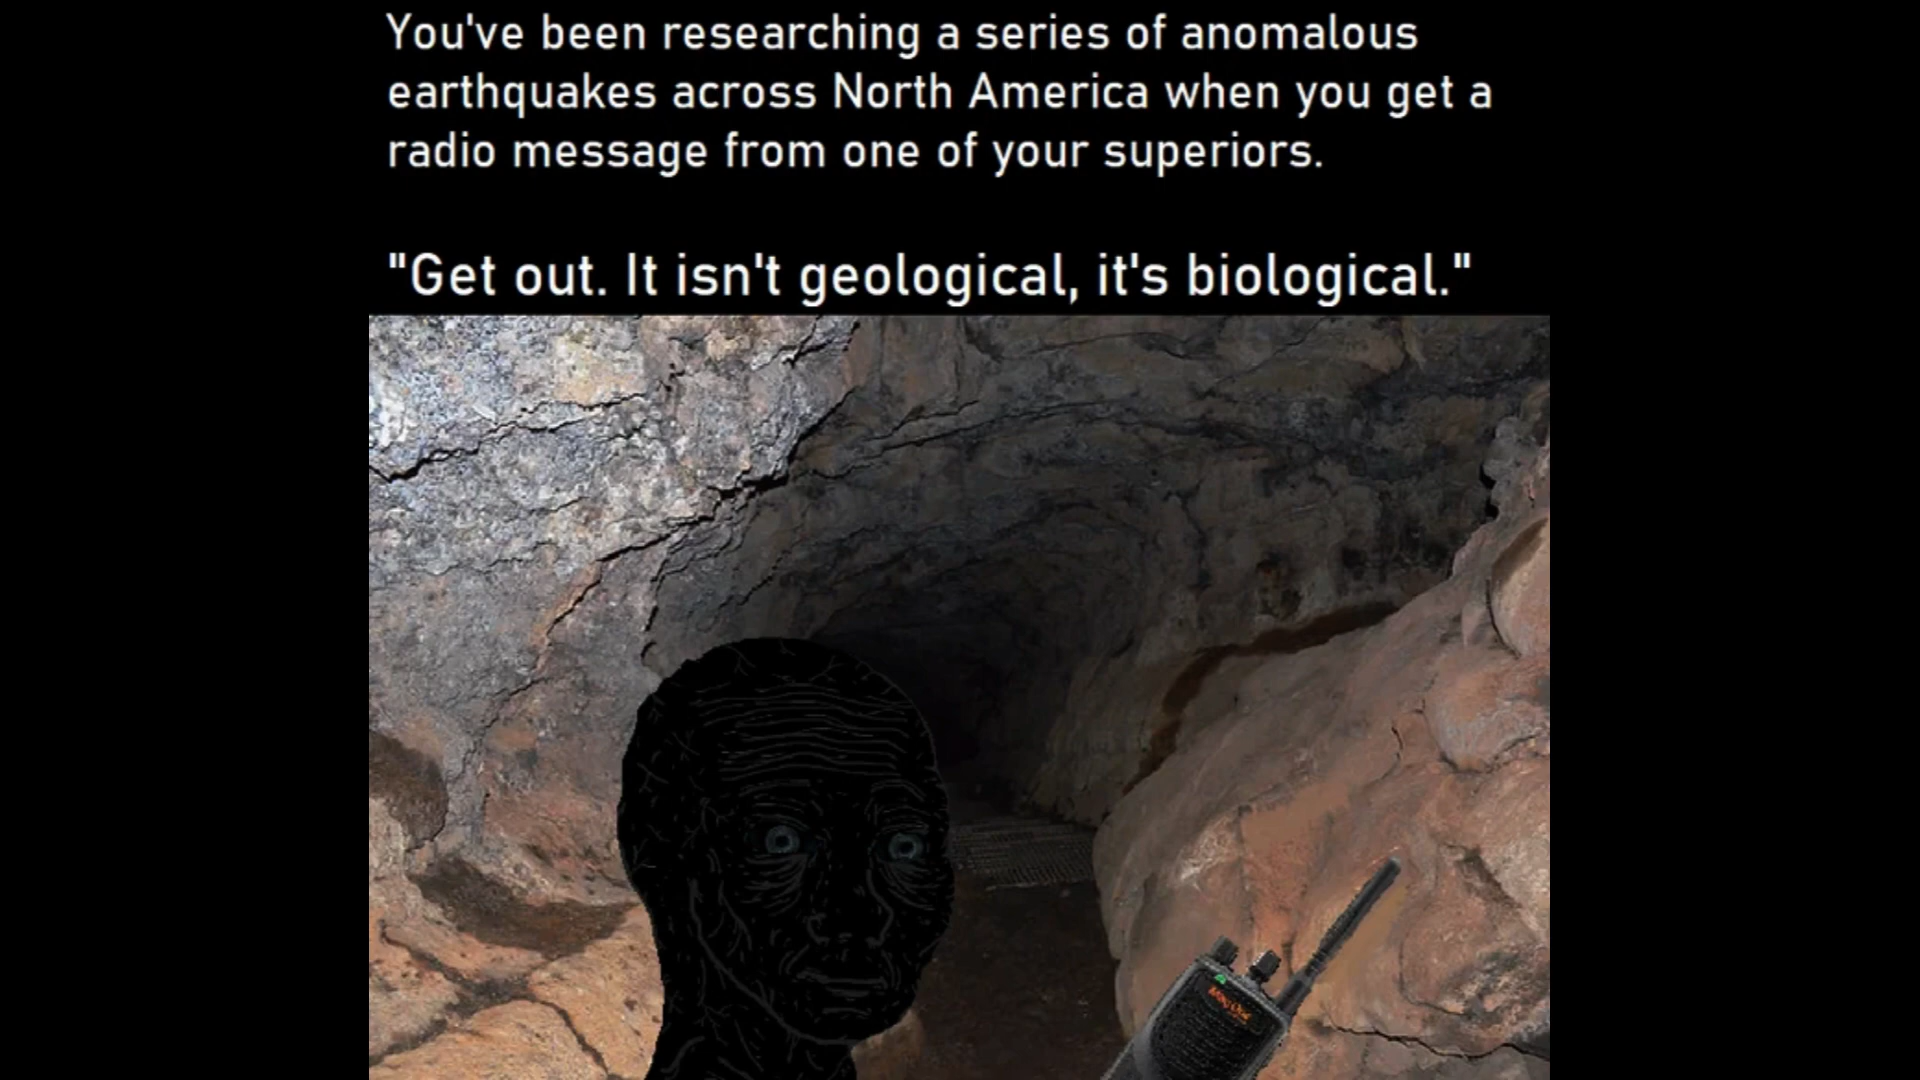 You've been researching a series of anomalous
earthquakes across North America when you get a
radio message from one of your superiors.
"Get out. It isn't geological, it's biological."